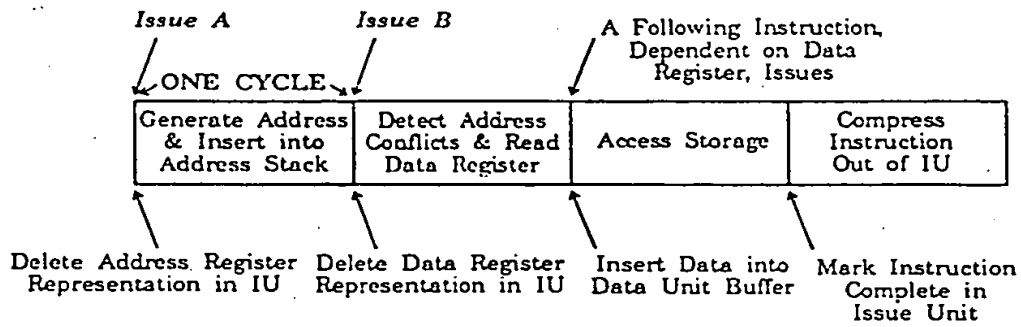 Issue A
Issue B
A Following Instruction,
Dependent on Data
Register, Issues
ONE CYCLE
Generate Address
& Insert into
Address Stack
Detect Address
Conflicts & Read
Data Register
Access Storage
Compress
Instruction
Out of IU
Delete Address Register
Representation in IU
Delete Data Register
Representation in IU
Insert Data into
Data Unit Buffer
Mark Instruction
Complete in
Issue Unit